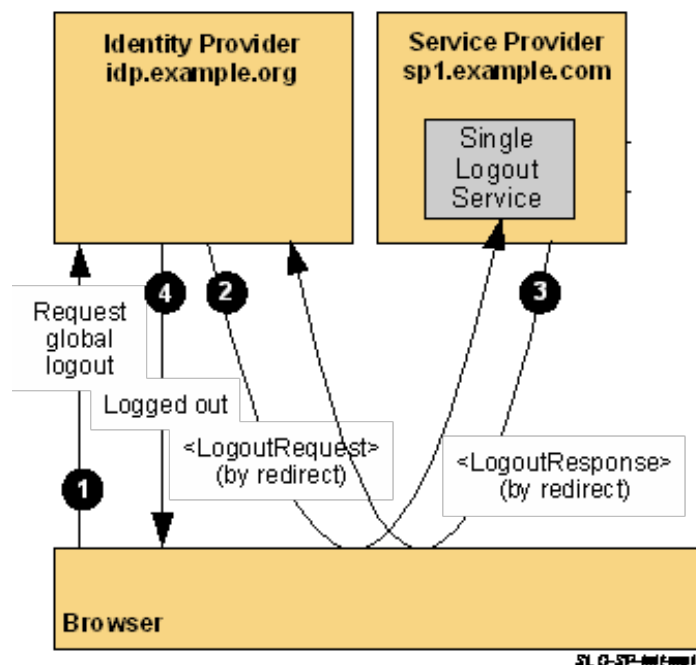 Identity Provider
idp.example.org
Service Provider
sp1.example.com
Single
Logout
Service
4
2
3
Request
global
logout
Logged out
<LogoutRequest>
(by redirect)
<LogoutResponse>
(by redirect)
1
Browser